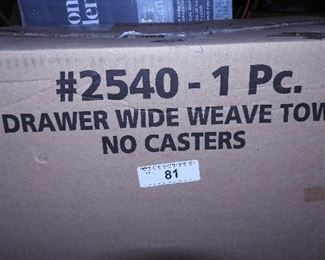 #2540 - 1 Pc.
DRAWER WIDE WEAVE TOW
NO CASTERS
81